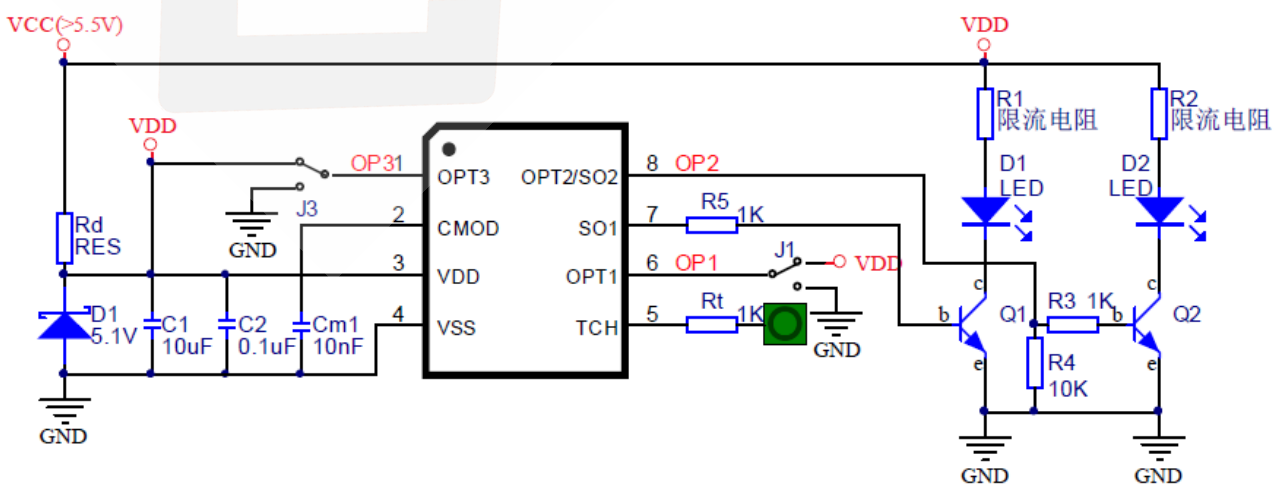 VCC(>5.5V)
VDD
VDD
R1
限流电阻
R2
限流电阻
OP3
1
OPT3
OPT2/SO2
8
OP2
D1
LED
D2
LED
J3
GND
2
CMOD
SO1
7
R5
1K
Rd
RES
3
VDD
OPT1
6
OP1
J1
VDD
D1
5.1V
C1
10uF
C2
0.1uF
Cm1
10nF
4
VSS
TCH
5
Rt
1K
GND
c
b
Q1
e
R3
1K
c
b
Q2
e
R4
10K
GND
GND
GND